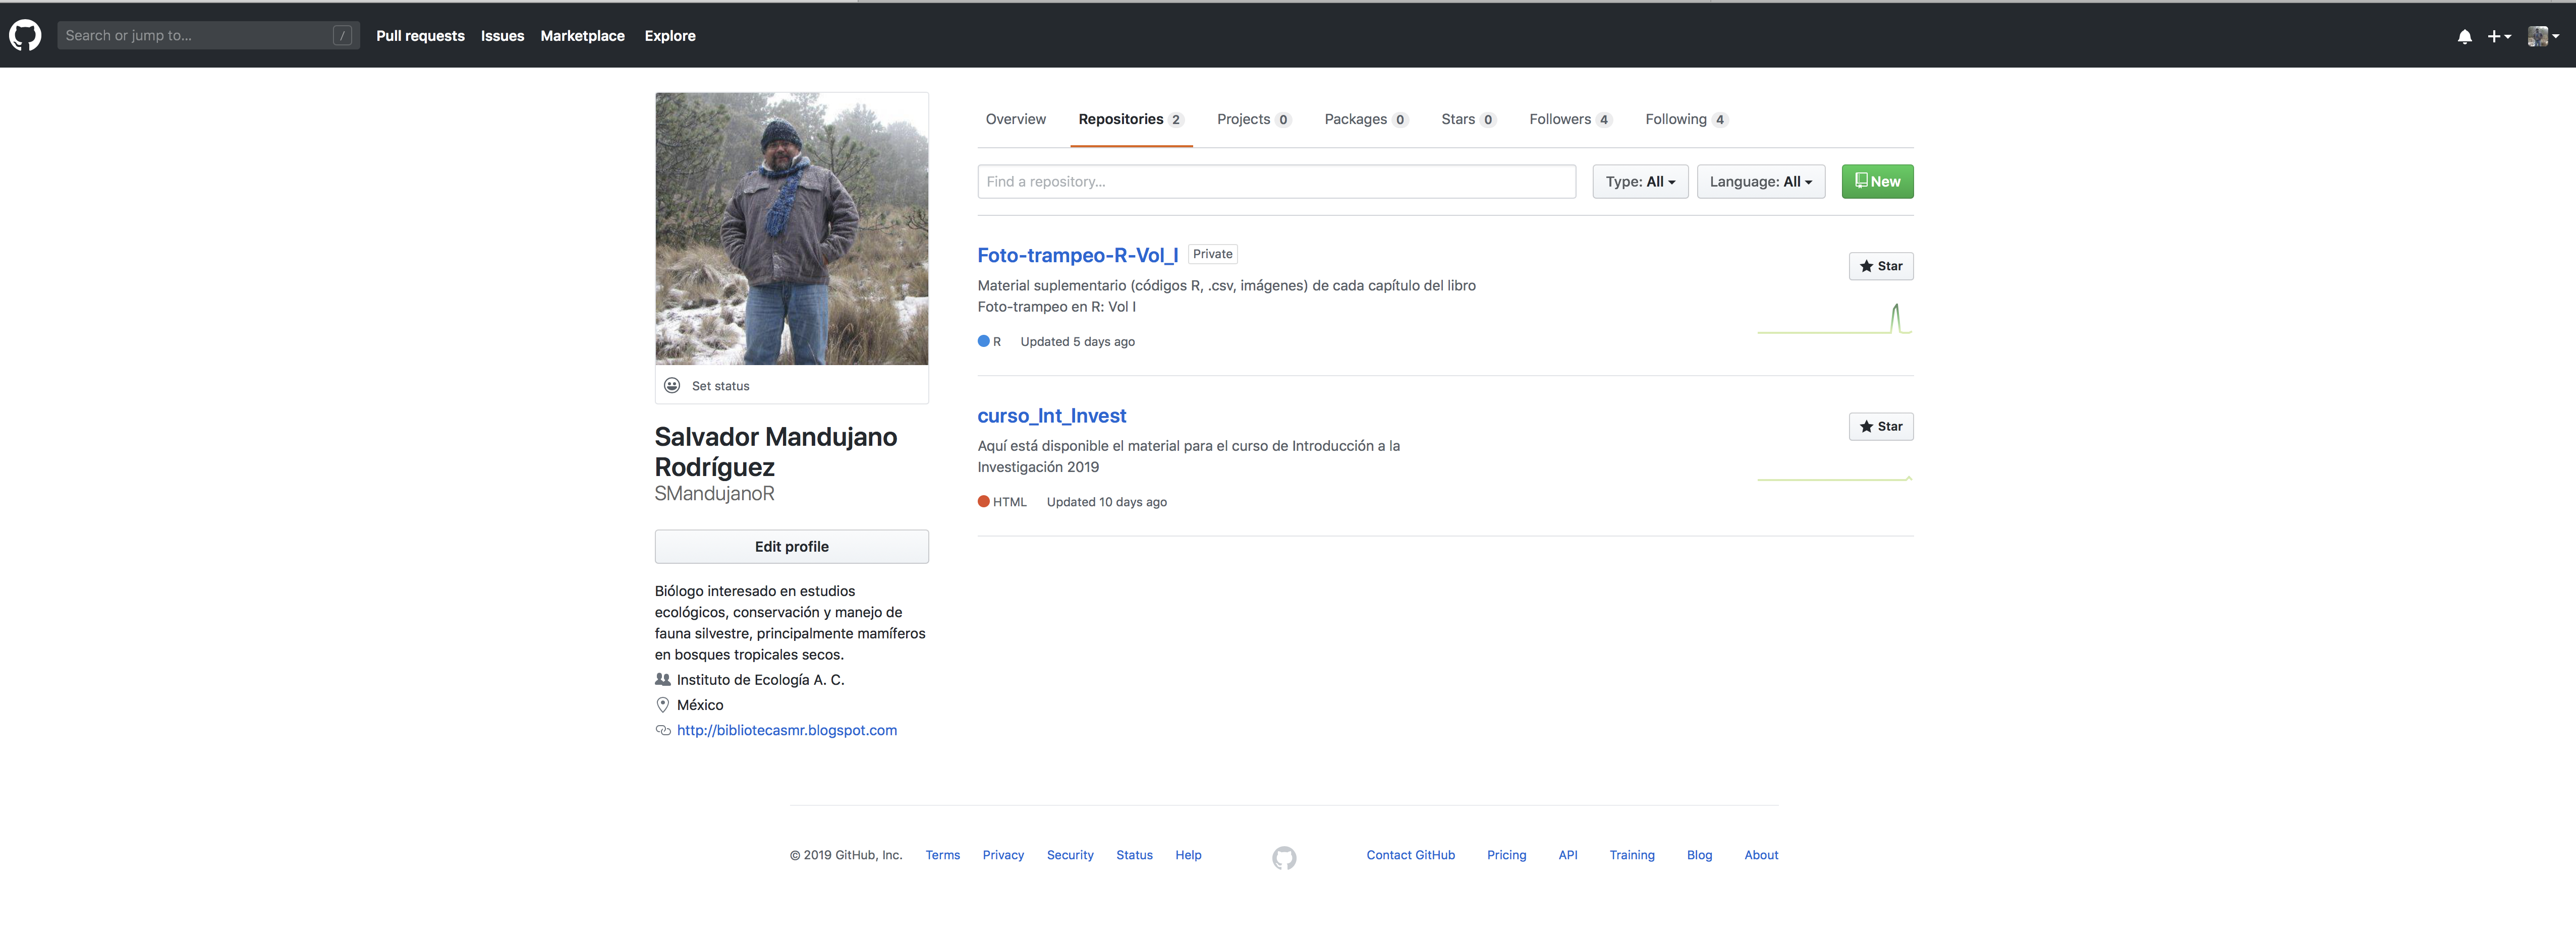 Search or jump to... /
Pull requests Issues Marketplace Explore
Set status
Salvador Mandujano
Rodríguez
SMandujanoR
Edit profile
Biólogo interesado en estudios
ecológicos, conservación y manejo de
fauna silvestre, principalmente mamíferos
en bosques tropicales secos.
Instituto de Ecología A. C.
México
http://bibliotecasmr.blogspot.com
Overview Repositories 2 Projects 0 Packages 0 Stars 0 Followers 4 Following 4
Find a repository... Type: All Language: All New
Foto-trampeo-R-Vol_I Private
Star
Material suplementario (códigos R, .csv, imágenes) de cada capítulo del libro
Foto-trampeo en R: Vol I
R Updated 5 days ago
curso_Int_Invest
Star
Aquí está disponible el material para el curso de Introducción a la
Investigación 2019
HTML Updated 10 days ago
© 2019 GitHub, Inc. Terms Privacy Security Status Help Contact GitHub Pricing API Training Blog About